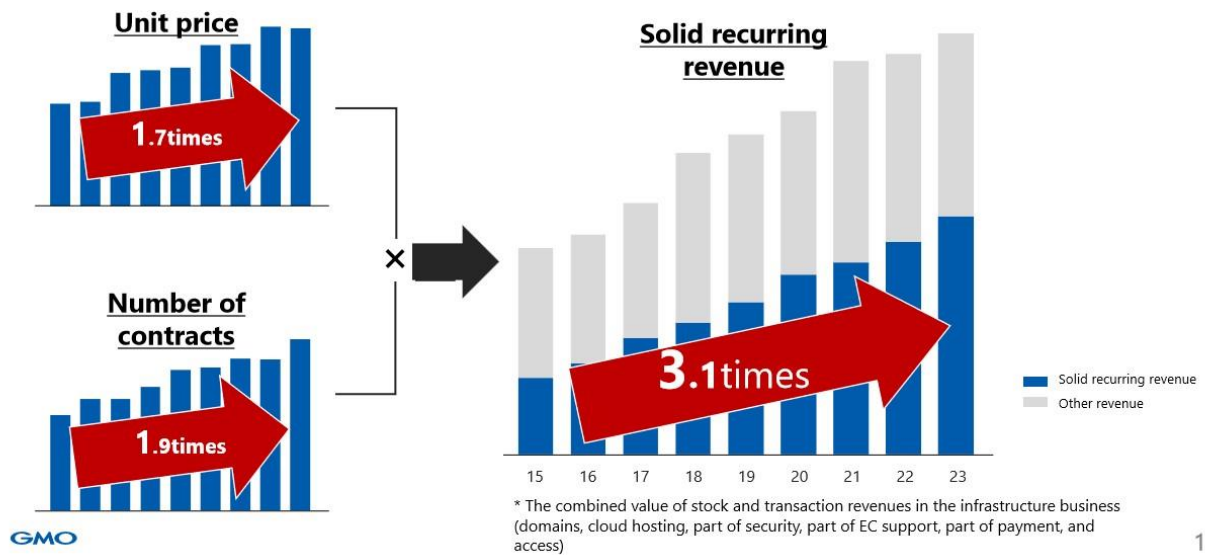 Unit price
1.7times
Number of
contracts
1.9times
×
Solid recurring
revenue
3.1times
Solid recurring revenue
Other revenue
15 16 17 18 19 20 21 22 23
* The combined value of stock and transaction revenues in the infrastructure business
(domains, cloud hosting, part of security, part of EC support, part of payment, and
access)
GMO
1